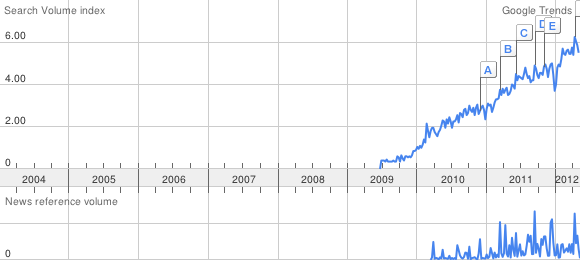 Search Volume index Google Trends
6.00
4.00
2.00
0
A B C D E
2004 2005 2006 2007 2008 2009 2010 2011 2012
News reference volume
0